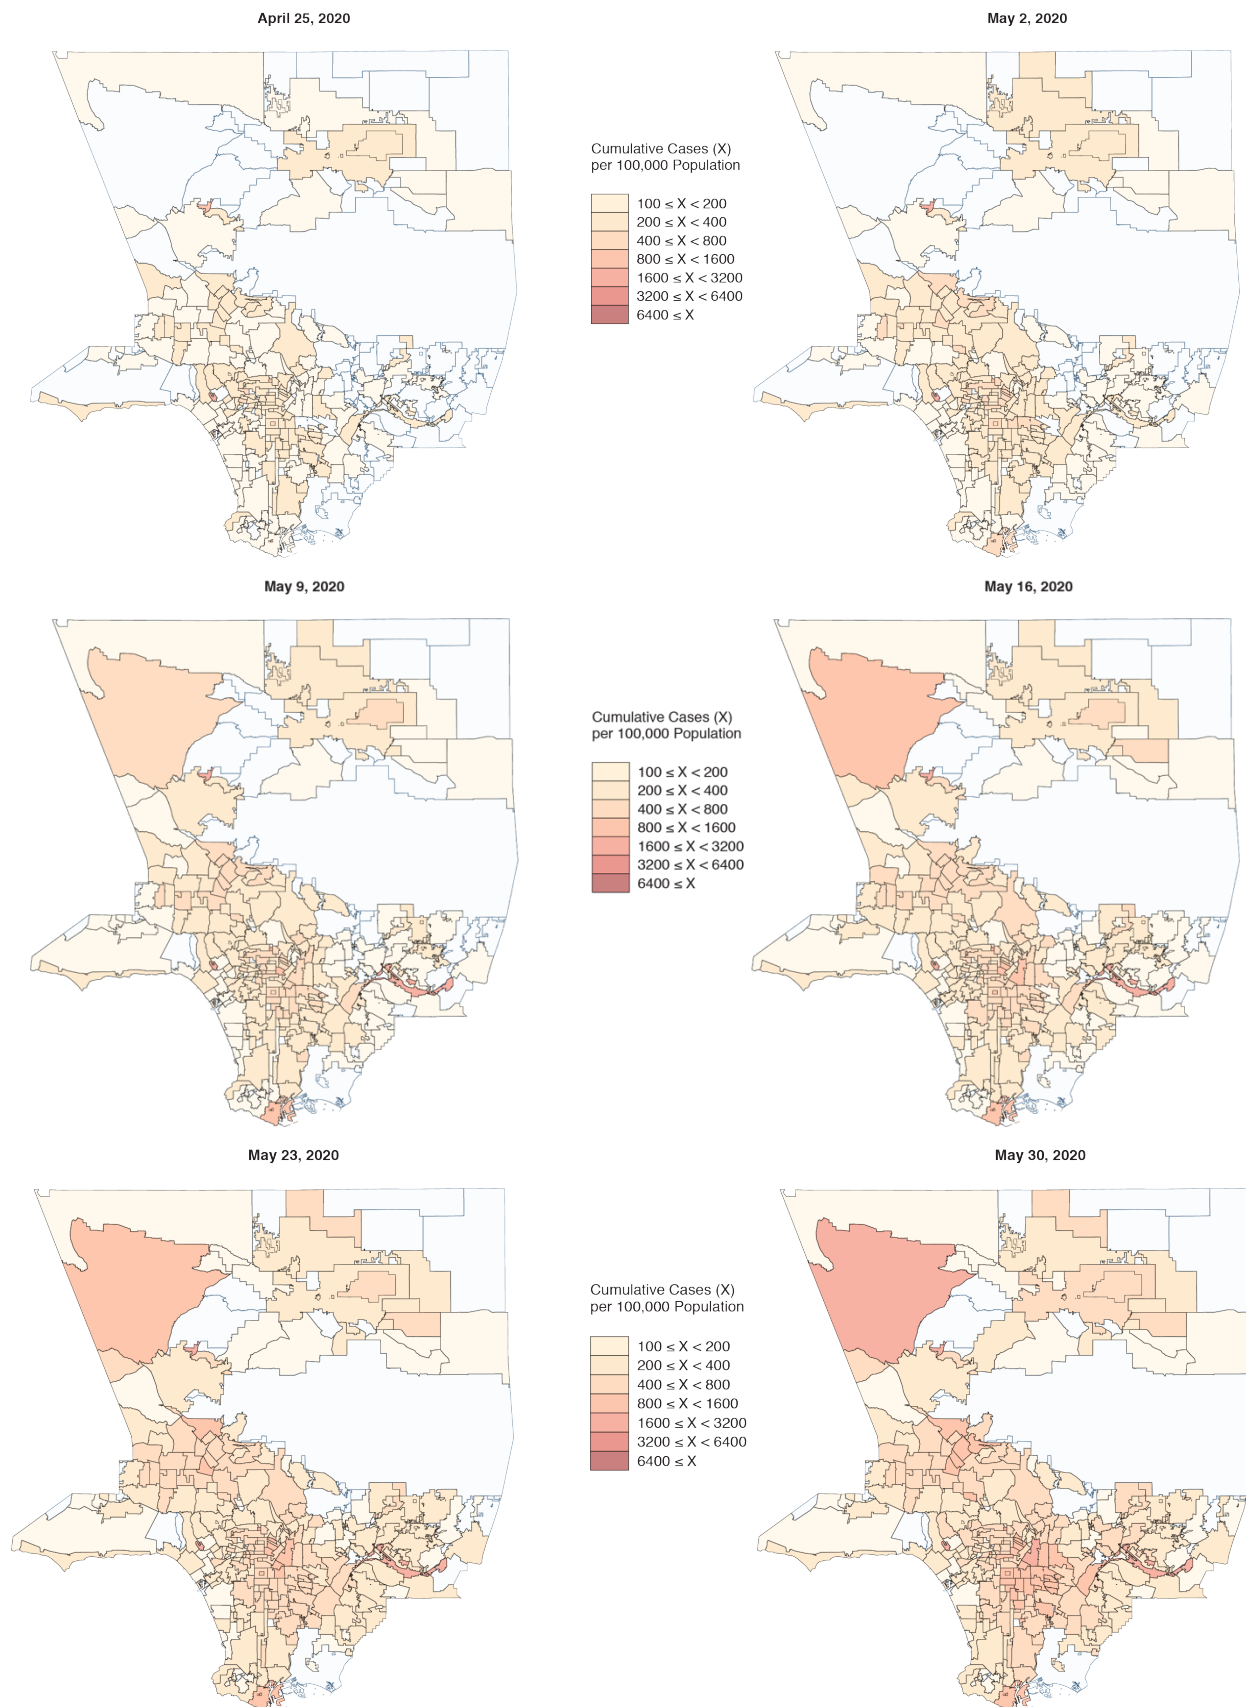 April 25, 2020
May 2, 2020
Cumulative Cases (X)
per 100,000 Population
100 ≤ X < 200
200 ≤ X < 400
400 ≤ X < 800
800 ≤ X < 1600
1600 ≤ X < 3200
3200 ≤ X < 6400
6400 ≤ X
May 9, 2020
May 16, 2020
Cumulative Cases (X)
per 100,000 Population
100 ≤ X < 200
200 ≤ X < 400
400 ≤ X < 800
800 ≤ X < 1600
1600 ≤ X < 3200
3200 ≤ X < 6400
6400 ≤ X
May 23, 2020
May 30, 2020
Cumulative Cases (X)
per 100,000 Population
100 ≤ X < 200
200 ≤ X < 400
400 ≤ X < 800
800 ≤ X < 1600
1600 ≤ X < 3200
3200 ≤ X < 6400
6400 ≤ X